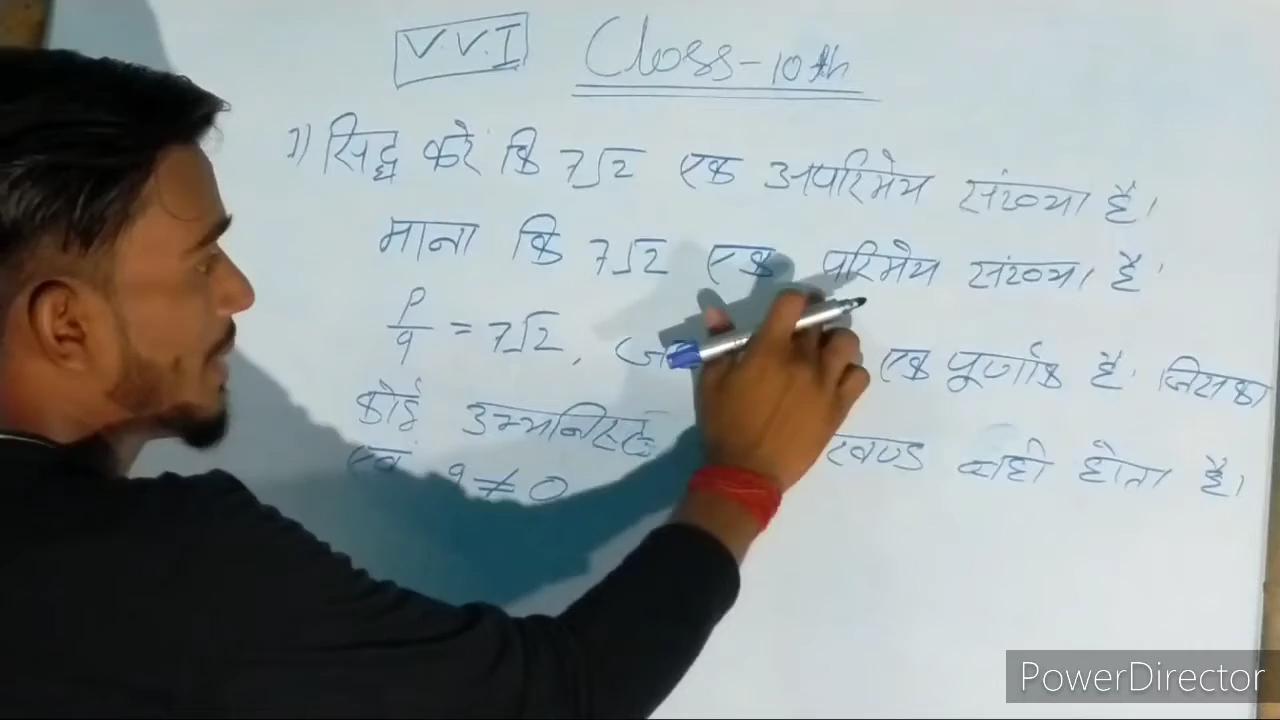 V.V.I Class-10th
1) सिद्ध करें कि 7√2 एक अपरिमेय संख्या है।
माना कि 7√2 एक परिमेय संख्या है।
p/q = 7√2, एक पूर्णांक है। जिसका
कोई उभयनिष्ठ खण्ड नहीं होता है।
एवं q ≠ 0
PowerDirector